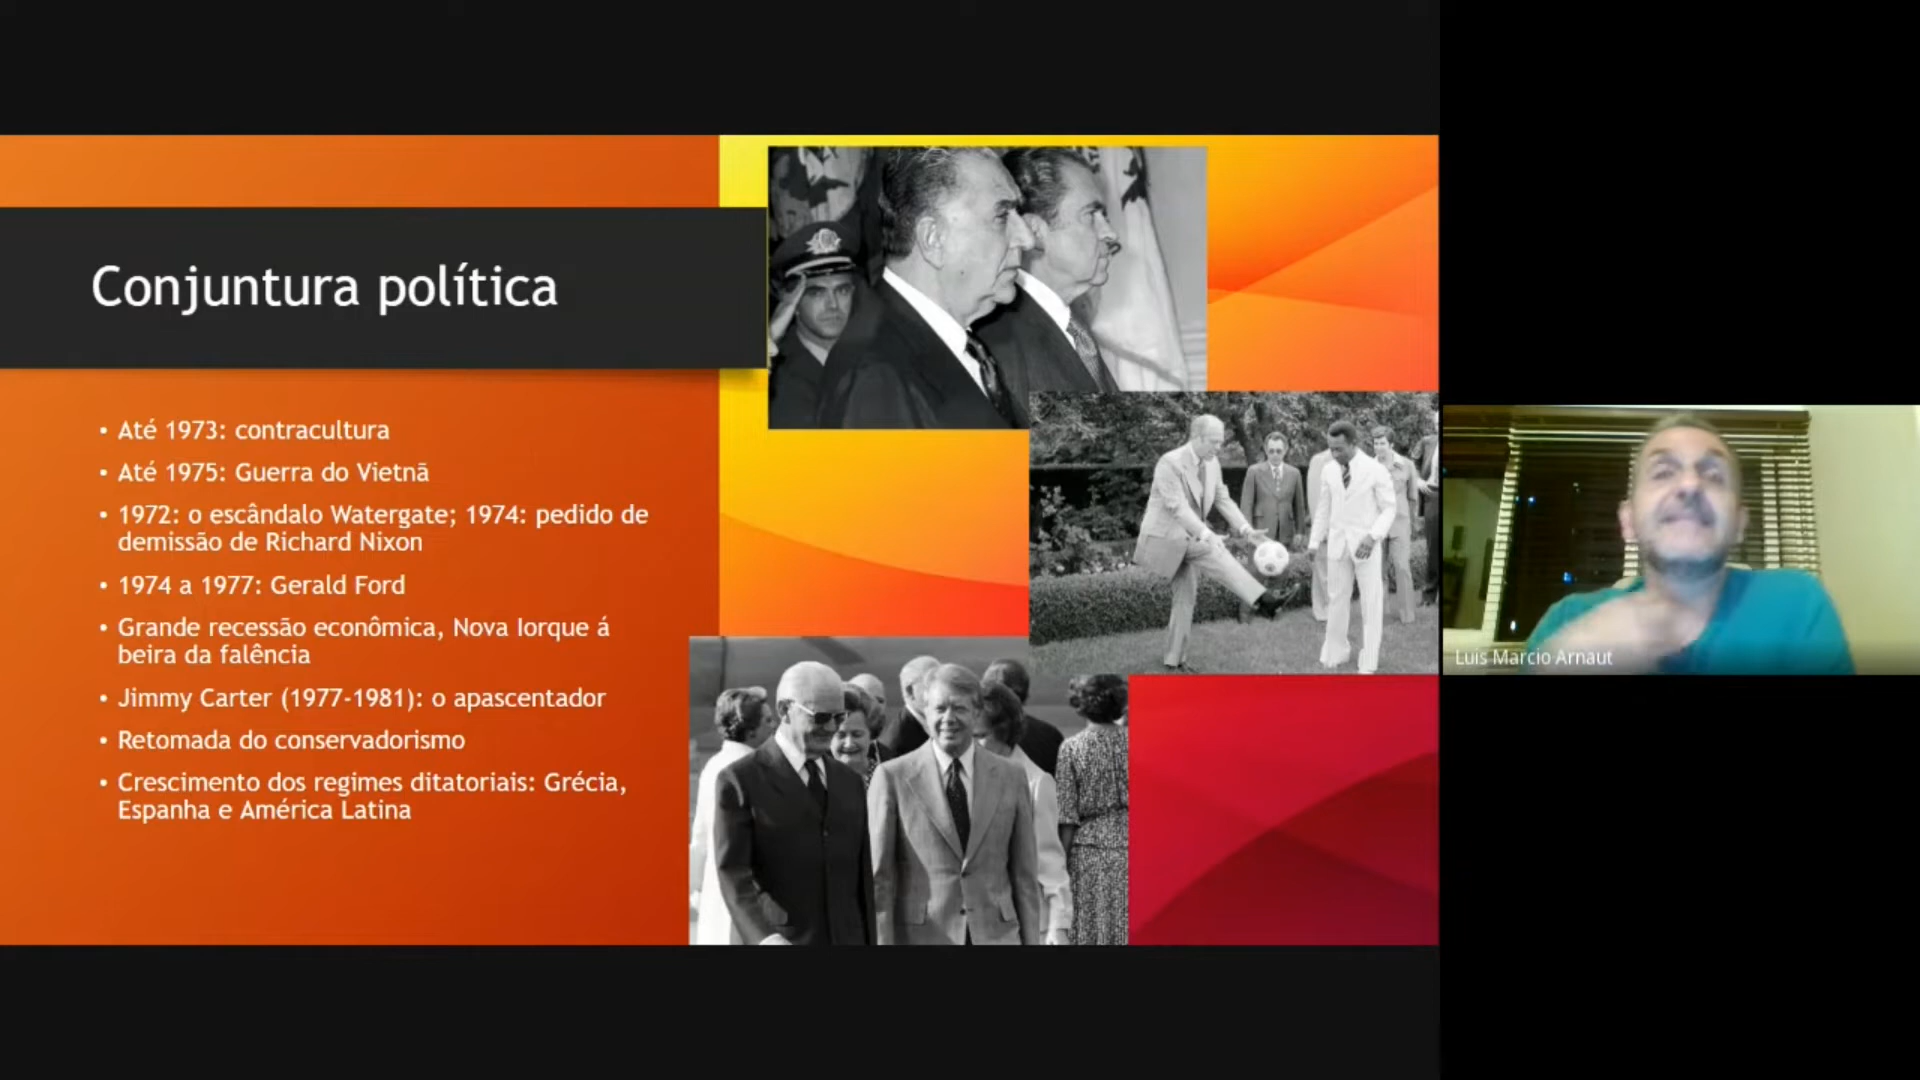 Conjuntura política
• Até 1973: contracultura
• Até 1975: Guerra do Vietnã
• 1972: o escândalo Watergate; 1974: pedido de
demissão de Richard Nixon
• 1974 a 1977: Gerald Ford
• Grande recessão econômica, Nova Iorque á
beira da falência
• Jimmy Carter (1977-1981): o apascentador
• Retomada do conservadorismo
• Crescimento dos regimes ditatoriais: Grécia,
Espanha e América Latina
Luis Marcio Arnaut